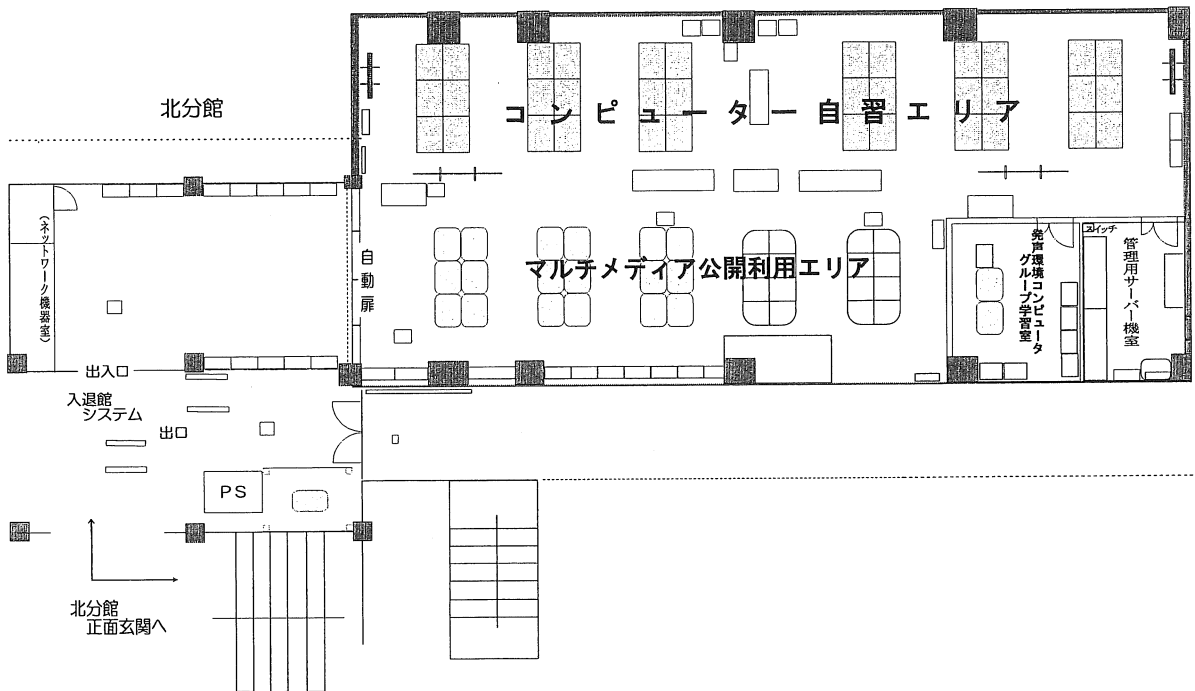 北分館
コンピューター自習エリア
(ネットワーク機器室)
自動扉
マルチメディア公開利用エリア
発声環境コンピュータ
グループ学習室
スイッチ
管理用サーバー機室
出入口
入退館
システム
出口
PS
北分館
正面玄関へ